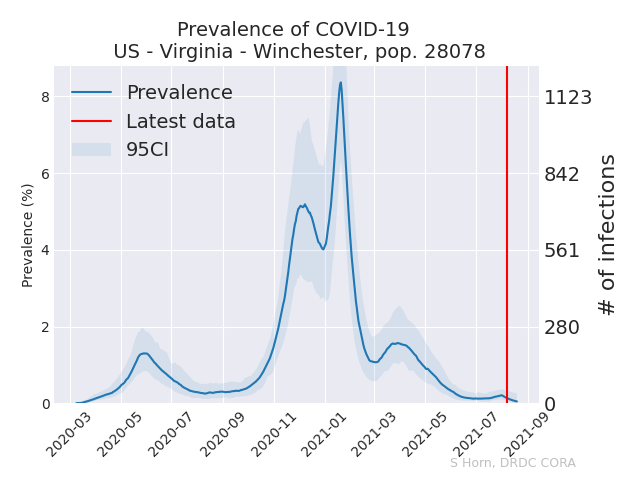 Prevalence of COVID-19
US - Virginia - Winchester, pop. 28078
Prevalence
Latest data
95CI
Prevalence (%)
8
6
4
2
0
1123
842
561
280
0
# of infections
2020-03
2020-05
2020-07
2020-09
2020-11
2021-01
2021-03
2021-05
2021-07
2021-09
S Horn, DRDC CORA